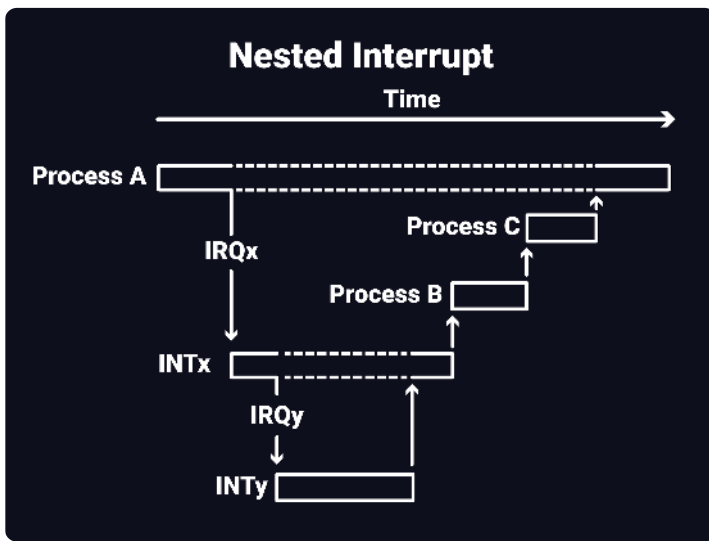 Nested Interrupt
Time
Process A
Process C
IRQx
Process B
INTx
IRQy
INTy